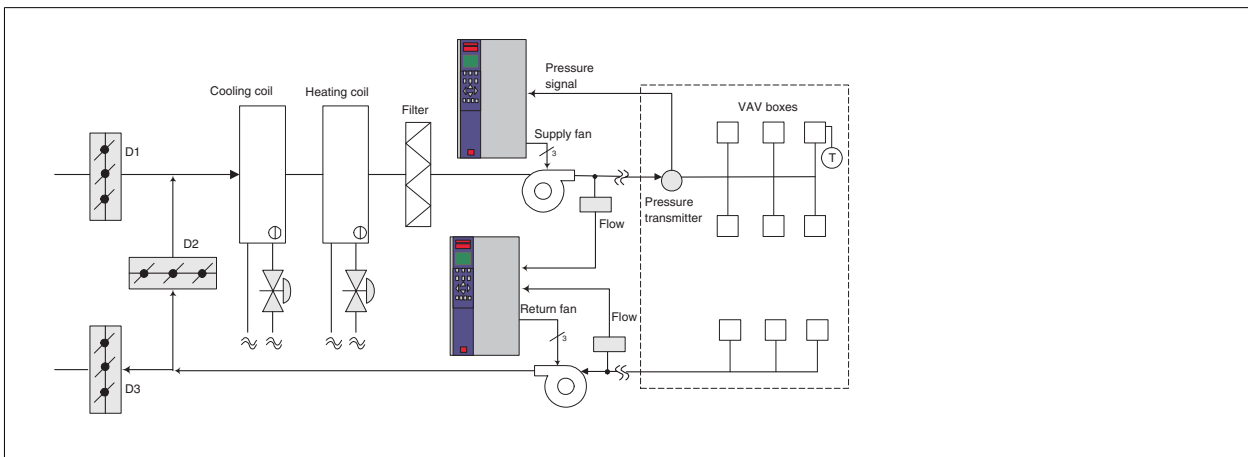 Pressure
signal
Cooling coil
Heating coil
Filter
VAV boxes
D1
Supply fan
3
T
Pressure
transmitter
Flow
D2
Return fan
3
Flow
D3